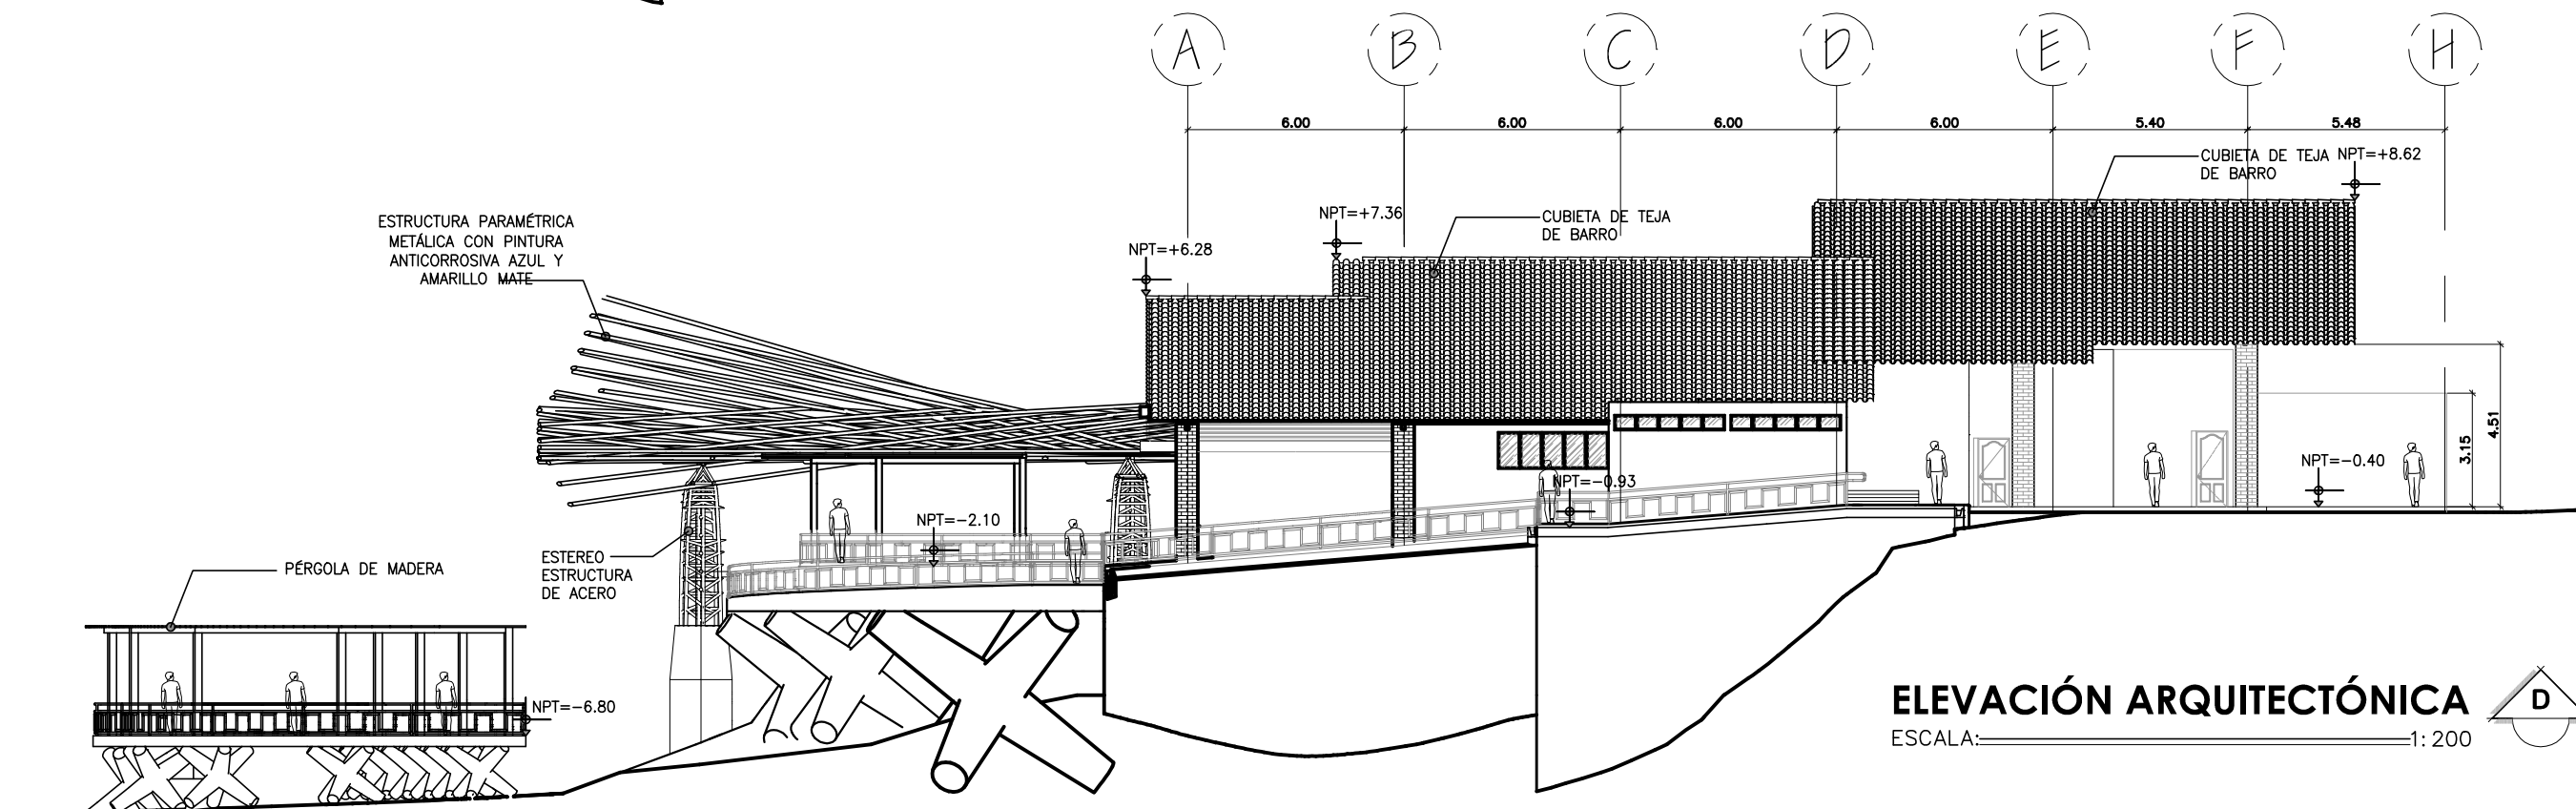 A B C D E F H
6.00 6.00 6.00 6.00 5.40 5.48
CUBIETA DE TEJA
DE BARRO
NPT=+8.62
NPT=+7.36
CUBIETA DE TEJA
DE BARRO
NPT=+6.28
ESTRUCTURA PARAMÉTRICA
METÁLICA CON PINTURA
ANTICORROSIVA AZUL Y
AMARILLO MATE
4.51
3.15
NPT=-0.40
NPT=-0.93
NPT=-2.10
ESTEREO
ESTRUCTURA
DE ACERO
PÉRGOLA DE MADERA
NPT=-6.80
ELEVACIÓN ARQUITECTÓNICA
D
ESCALA: 1:200